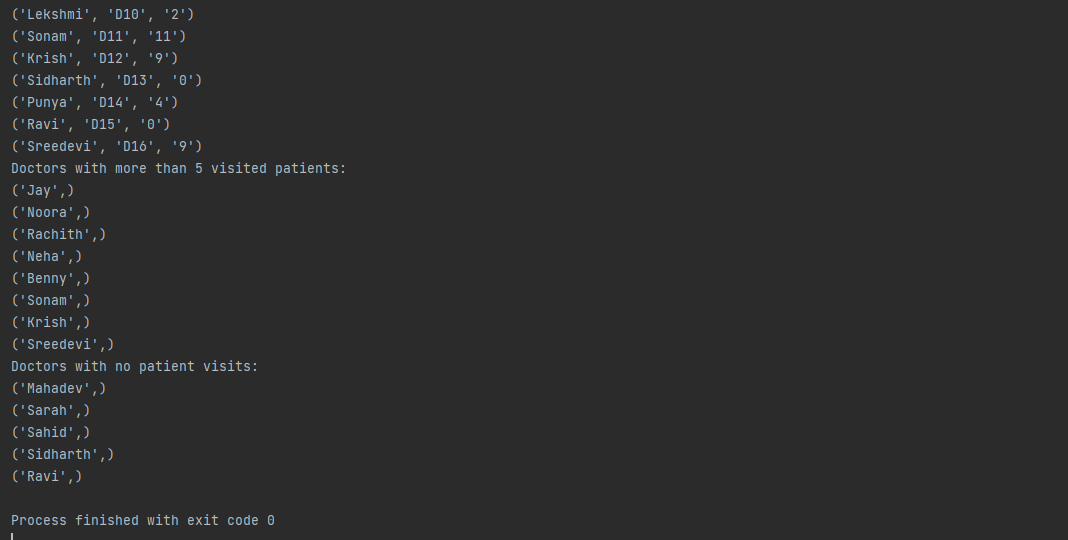 ('Lekshmi', 'D10', '2')
('Sonam', 'D11', '11')
('Krish', 'D12', '9')
('Sidharth', 'D13', '0')
('Punya', 'D14', '4')
('Ravi', 'D15', '0')
('Sreedevi', 'D16', '9')
Doctors with more than 5 visited patients:
('Jay',)
('Noora',)
('Rachith',)
('Neha',)
('Benny',)
('Sonam',)
('Krish',)
('Sreedevi',)
Doctors with no patient visits:
('Mahadev',)
('Sarah',)
('Sahid',)
('Sidharth',)
('Ravi',)
Process finished with exit code 0